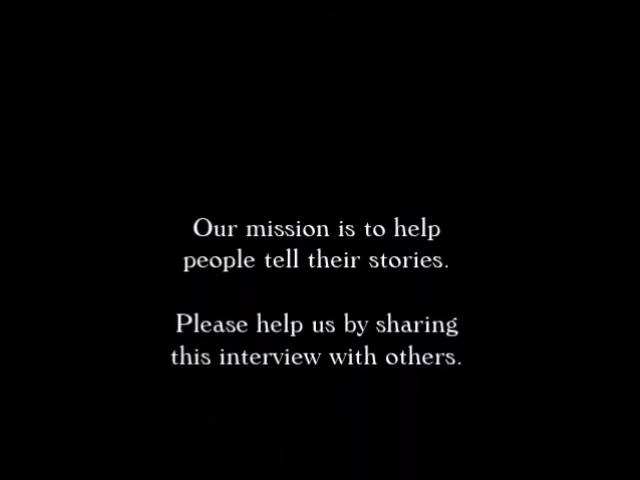 Our mission is to help
people tell their stories.
Please help us by sharing
this interview with others.